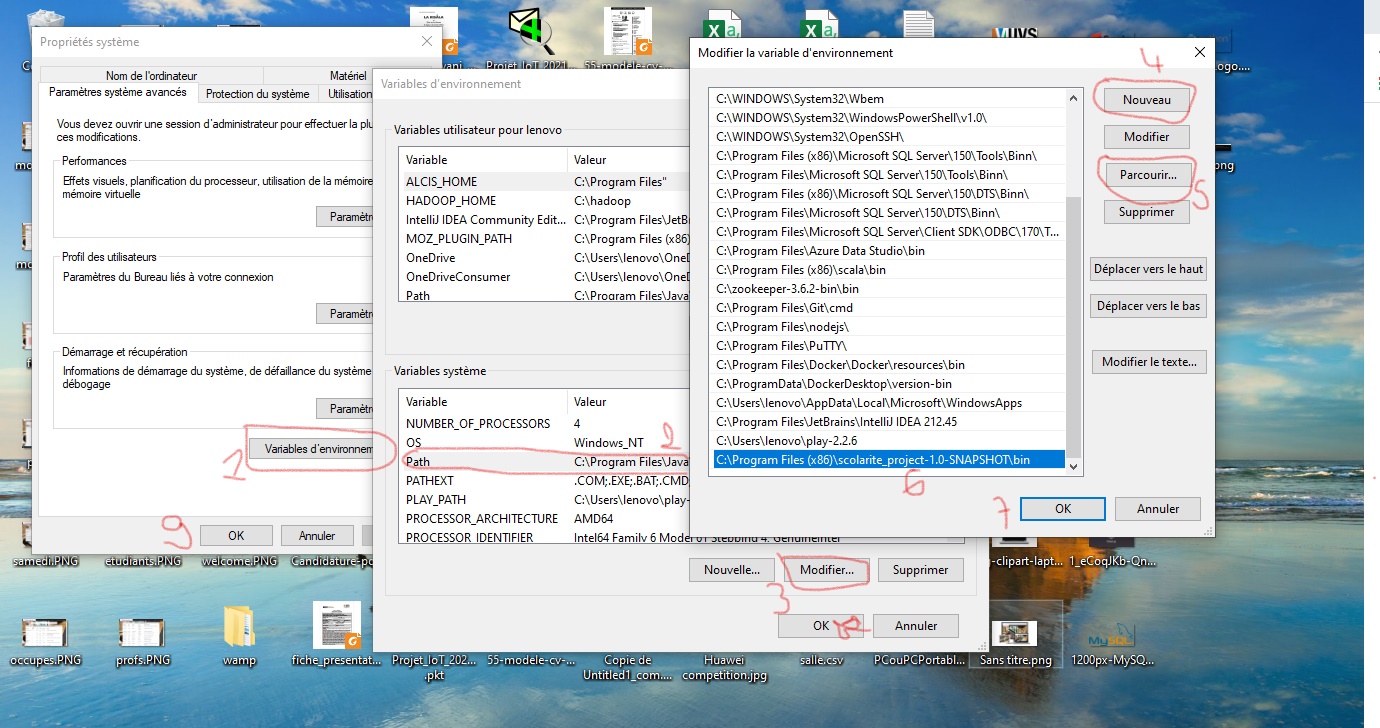 Propriétés système
Nom de l'ordinateur
Matériel
Paramètres système avancés
Protection du système
Utilisation
Vous devez ouvrir une session d'administrateur pour effectuer la plu
ces modifications.
Performances
Effets visuels, planification du processeur, utilisation de la mémoire
mémoire virtuelle
Paramètr
Profil des utilisateurs
Paramètres du Bureau liés à votre connexion
Paramètr
Démarrage et récupération
Informations de démarrage du système, de défaillance du système
débogage
Paramètr
1
Variables d'environnem
9
OK
Annuler
Variables d'environnement
Variables utilisateur pour lenovo
Variable Valeur
ALCIS_HOME C:\Program Files"
HADOOP_HOME C:\hadoop
IntelliJ IDEA Community Edit... C:\Program Files\JetBra
MOZ_PLUGIN_PATH C:\Program Files (x86)
OneDrive C:\Users\lenovo\OneD
OneDriveConsumer C:\Users\lenovo\OneD
Path C:\Program Files\Java
Variables système
Variable Valeur
NUMBER_OF_PROCESSORS 4
OS Windows_NT
2
Path C:\Program Files\Java
PATHEXT .COM;.EXE;.BAT;.CMD
PLAY_PATH C:\Users\lenovo\play-
PROCESSOR_ARCHITECTURE AMD64
PROCESSOR_IDENTIFIER Intel64 Family 6 Model
Nouvelle...
Modifier...
Supprimer
3
OK
Annuler
Modifier la variable d'environnement
C:\WINDOWS\System32\Wbem
C:\WINDOWS\System32\WindowsPowerShell\v1.0\
C:\WINDOWS\System32\OpenSSH\
C:\Program Files (x86)\Microsoft SQL Server\150\Tools\Binn\
C:\Program Files\Microsoft SQL Server\150\Tools\Binn\
C:\Program Files (x86)\Microsoft SQL Server\150\DTS\Binn\
C:\Program Files\Microsoft SQL Server\150\DTS\Binn\
C:\Program Files\Microsoft SQL Server\Client SDK\ODBC\170\T...
C:\Program Files\Azure Data Studio\bin
C:\Program Files (x86)\scala\bin
C:\zookeeper-3.6.2-bin\bin
C:\Program Files\Git\cmd
C:\Program Files\nodejs\
C:\Program Files\PuTTY\
C:\Program Files\Docker\Docker\resources\bin
C:\ProgramData\DockerDesktop\version-bin
C:\Users\lenovo\AppData\Local\Microsoft\WindowsApps
C:\Program Files\JetBrains\IntelliJ IDEA 212.45
C:\Users\lenovo\play-2.2.6
C:\Program Files (x86)\scolarite_project-1.0-SNAPSHOT\bin
6
4
Nouveau
Modifier
Parcourir...
5
Supprimer
Déplacer vers le haut
Déplacer vers le bas
Modifier le texte...
7
OK
Annuler
Projet_IoT_2021...
55-modèle-cv-...
ogo....
png
samedi.PNG
etudiants.PNG
welcome.PNG
Candidature-po
-clipart-lapt...
1_eCoqJKb-Qn...
occupes.PNG
profs.PNG
wamp
fiche_presentat...
Projet_IoT_202...
.pkt
55-modele-cv-...
Copie de
Untitled1_com....
Huawei
competition.jpg
salle.csv
PCouPCPortabl...
Sans titre.png
MySQL
1200px-MySQ...